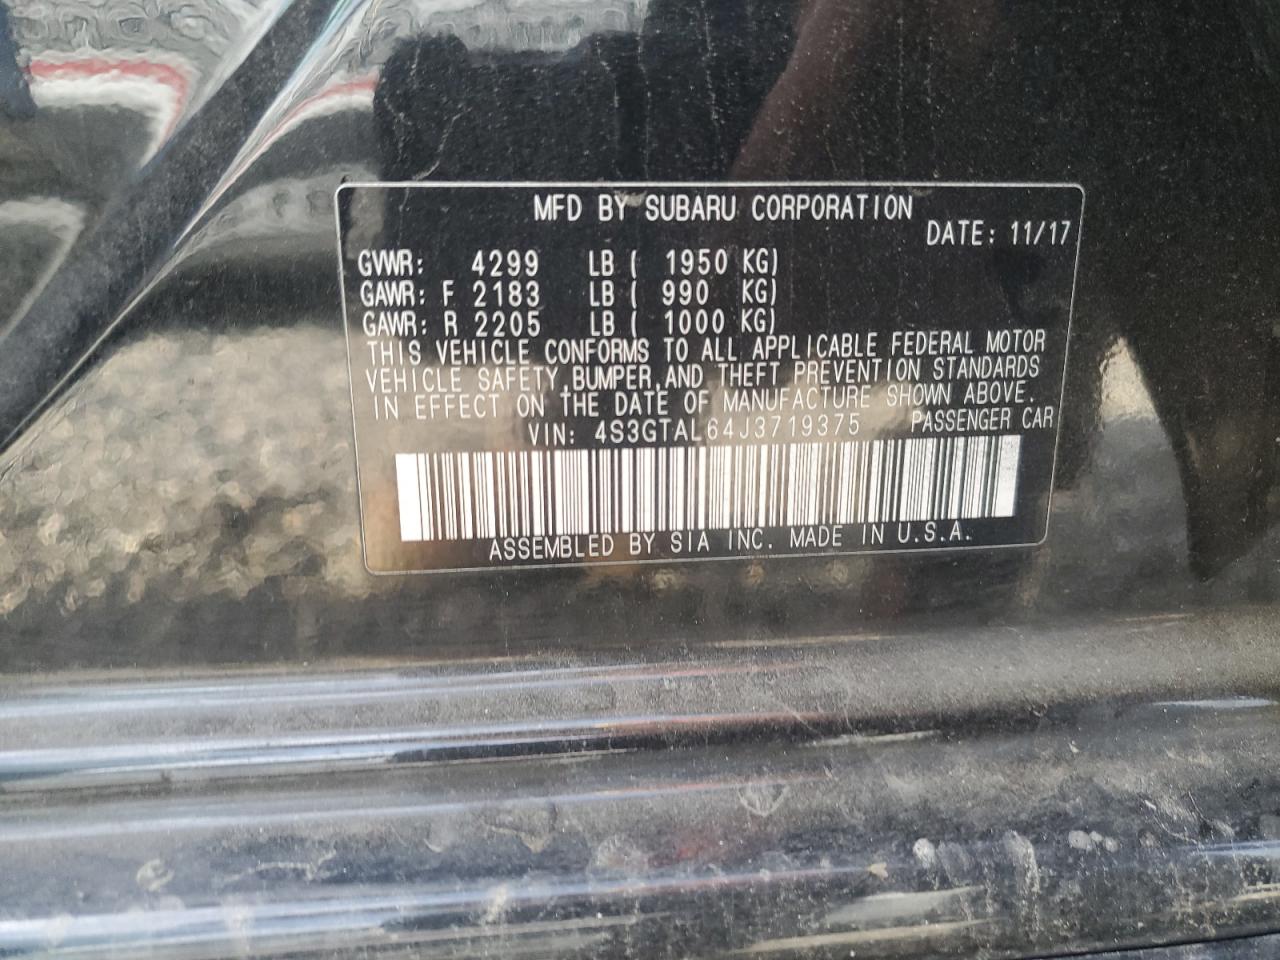 MFD BY SUBARU CORPORATION
DATE: 11/17
GVWR: 4299 LB ( 1950 KG)
GAWR: F 2183 LB ( 990 KG)
GAWR: R 2205 LB ( 1000 KG)
THIS VEHICLE CONFORMS TO ALL APPLICABLE FEDERAL MOTOR
VEHICLE SAFETY,BUMPER,AND THEFT PREVENTION STANDARDS
IN EFFECT ON THE DATE OF MANUFACTURE SHOWN ABOVE.
VIN: 4S3GTAL64J3719375 PASSENGER CAR
ASSEMBLED BY SIA INC. MADE IN U.S.A.